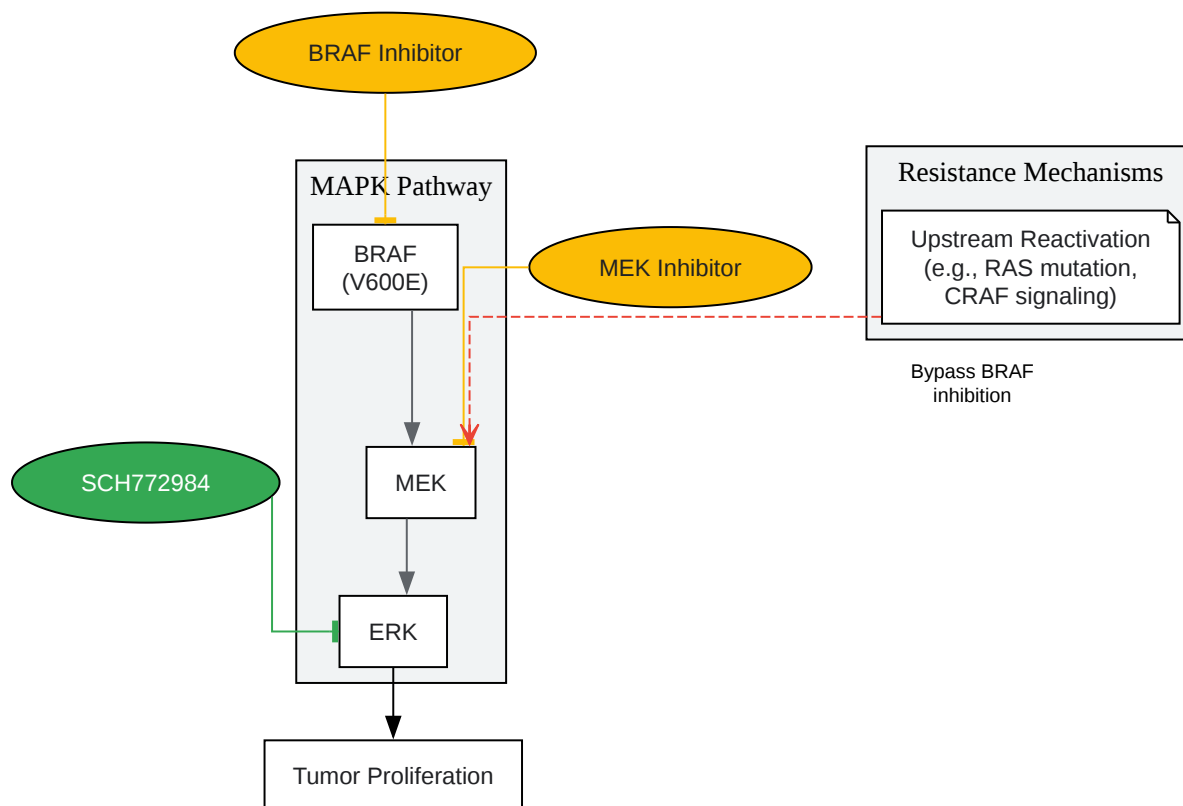 BRAF Inhibitor
MAPK Pathway
BRAF
(V600E)
MEK Inhibitor
Resistance Mechanisms
Upstream Reactivation
(e.g., RAS mutation,
CRAF signaling)
Bypass BRAF
inhibition
SCH772984
MEK
ERK
Tumor Proliferation